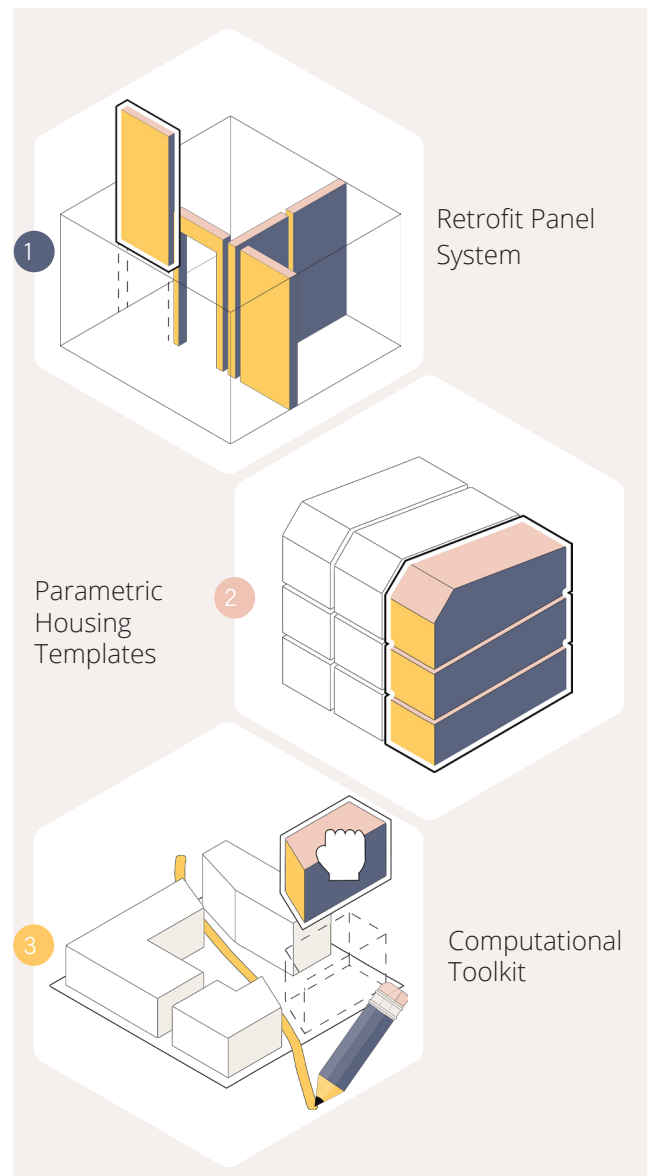 1
Retrofit Panel
System
Parametric
Housing
Templates
2
3
Computational
Toolkit